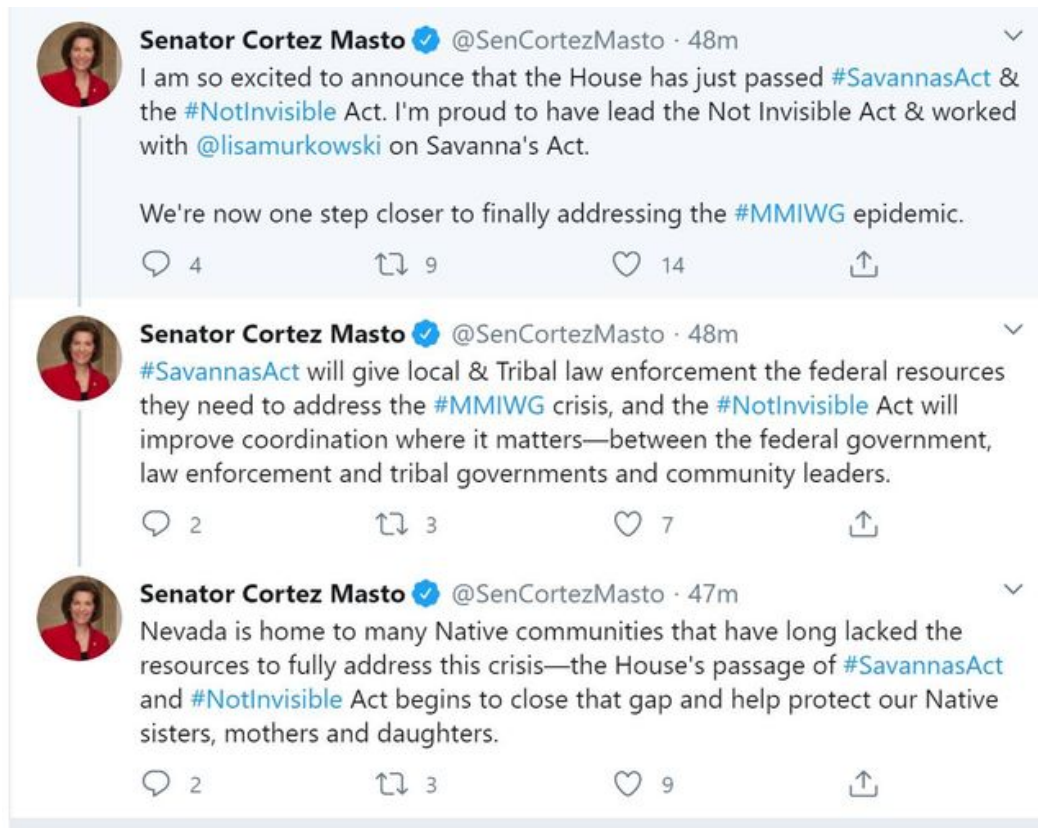 Senator Cortez Masto @SenCortezMasto · 48m
I am so excited to announce that the House has just passed #SavannasAct &
the #NotInvisible Act. I'm proud to have lead the Not Invisible Act & worked
with @lisamurkowski on Savanna's Act.
We're now one step closer to finally addressing the #MMIWG epidemic.
4 9 14
Senator Cortez Masto @SenCortezMasto · 48m
#SavannasAct will give local & Tribal law enforcement the federal resources
they need to address the #MMIWG crisis, and the #NotInvisible Act will
improve coordination where it matters—between the federal government,
law enforcement and tribal governments and community leaders.
2 3 7
Senator Cortez Masto @SenCortezMasto · 47m
Nevada is home to many Native communities that have long lacked the
resources to fully address this crisis—the House's passage of #SavannasAct
and #NotInvisible Act begins to close that gap and help protect our Native
sisters, mothers and daughters.
2 3 9